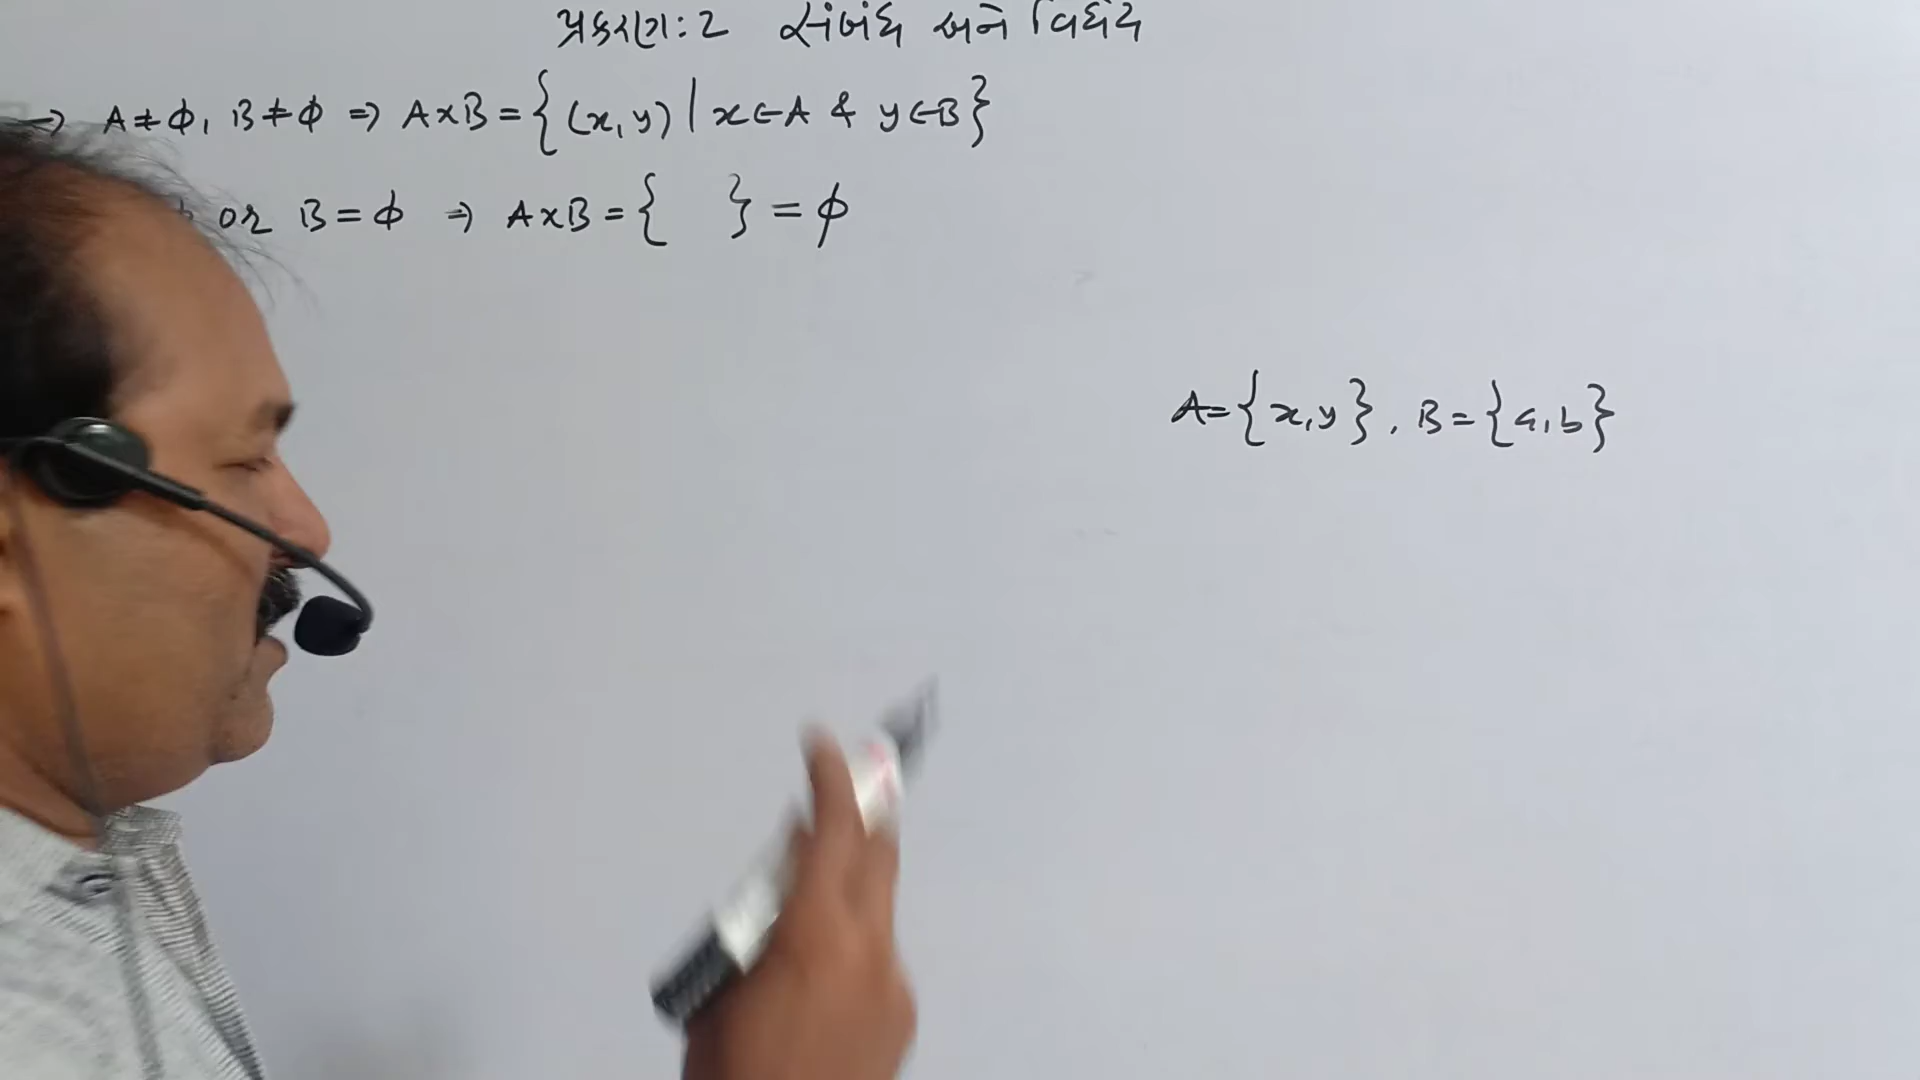 પ્રકરણ: 2 સંબંધ અને વિધેય
→ A≠ϕ, B≠ϕ ⇒ A×B = {(x, y) | x∈A & y∈B}
or B = ϕ ⇒ A×B = { } = ϕ
A = {x, y}, B = {a, b}